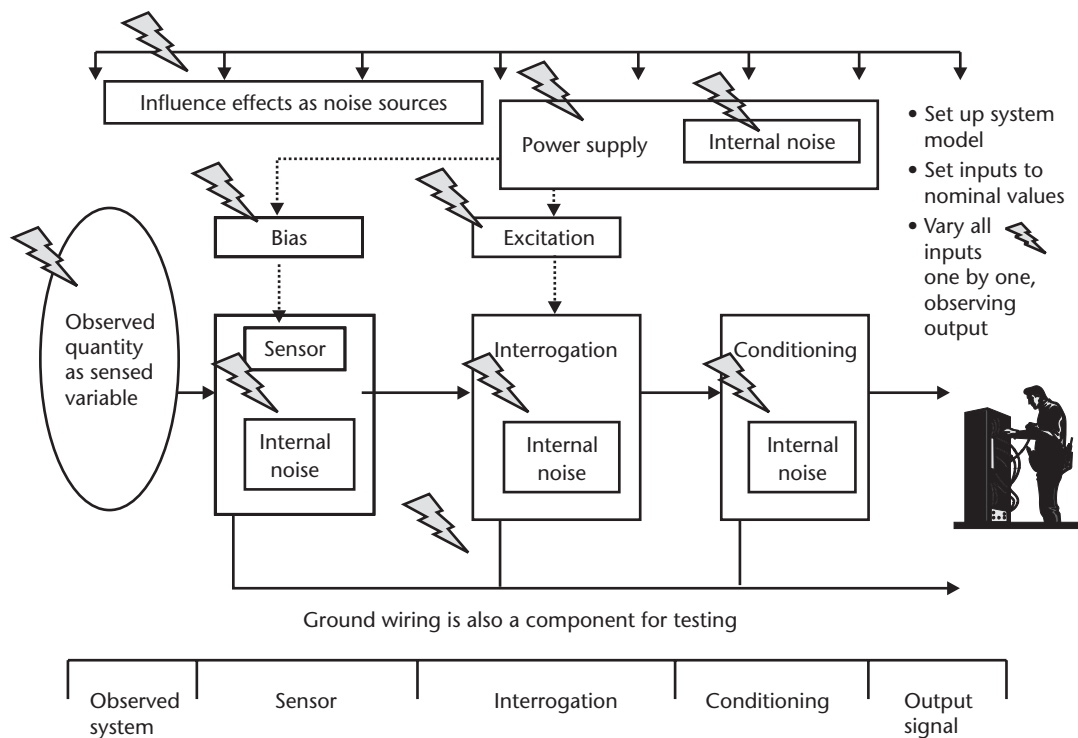 Influence effects as noise sources
Power supply
Internal noise
• Set up system
model
• Set inputs to
nominal values
• Vary all
inputs
one by one,
observing
output
Bias
Excitation
Observed
quantity
as sensed
variable
Sensor
Internal
noise
Interrogation
Internal
noise
Conditioning
Internal
noise
Ground wiring is also a component for testing
Observed
system
Sensor
Interrogation
Conditioning
Output
signal